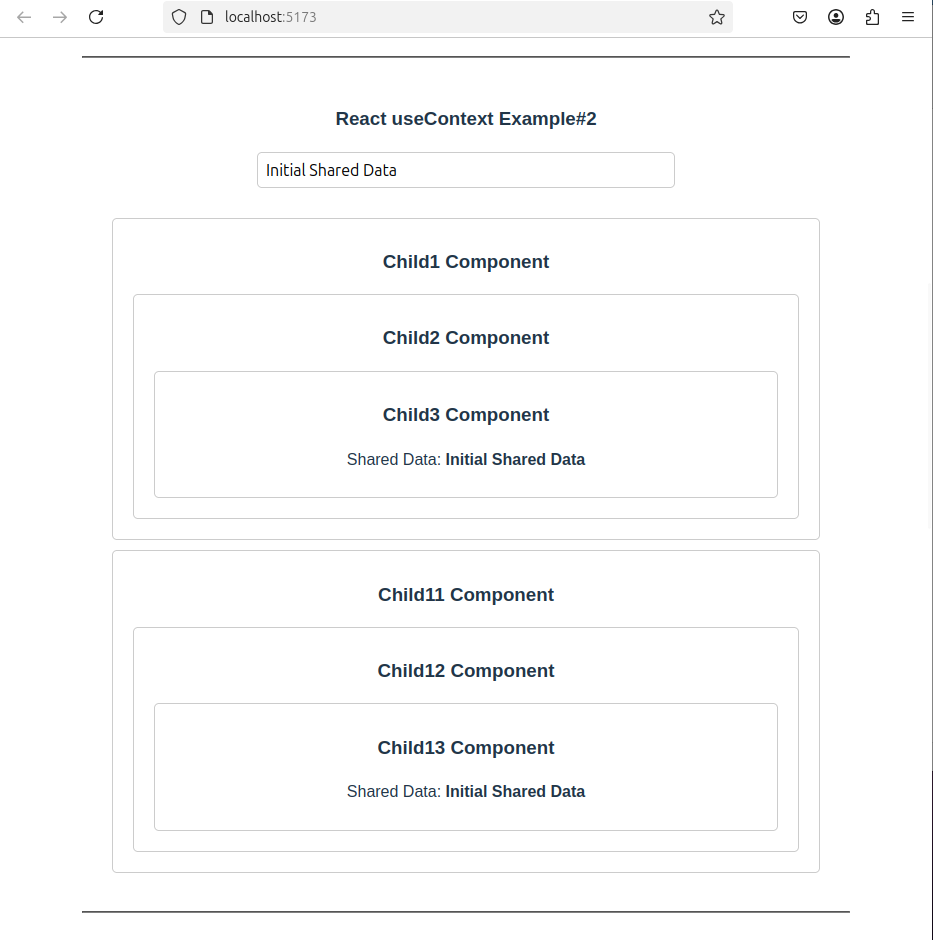 localhost:5173
React useContext Example#2
Initial Shared Data
Child1 Component
Child2 Component
Child3 Component
Shared Data: Initial Shared Data
Child11 Component
Child12 Component
Child13 Component
Shared Data: Initial Shared Data